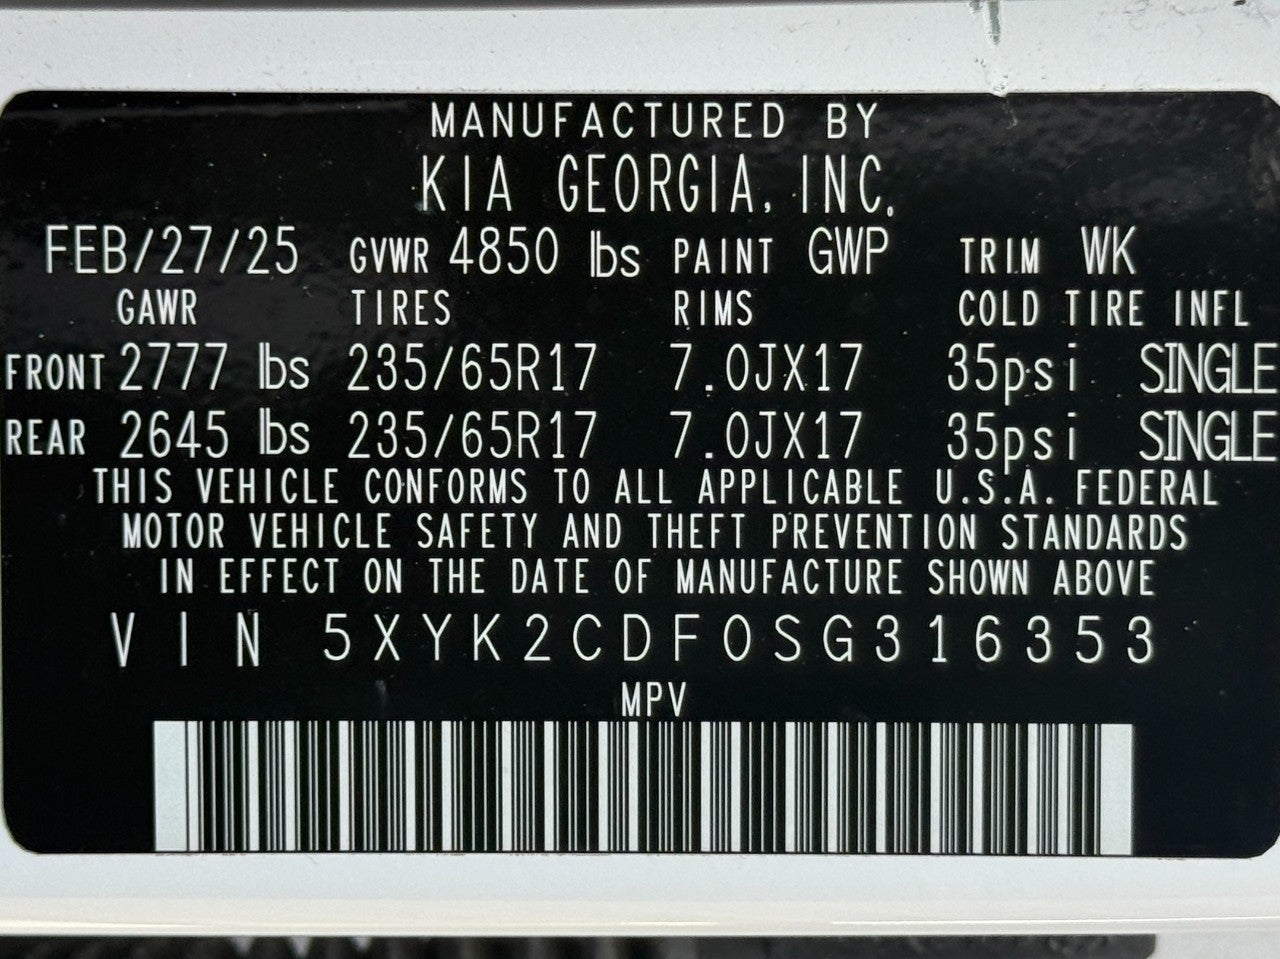 MANUFACTURED BY
KIA GEORGIA, INC.
FEB/27/25 GVWR 4850 lbs PAINT GWP TRIM WK
GAWR TIRES RIMS COLD TIRE INFL
FRONT 2777 lbs 235/65R17 7.0JX17 35psi SINGLE
REAR 2645 lbs 235/65R17 7.0JX17 35psi SINGLE
THIS VEHICLE CONFORMS TO ALL APPLICABLE U.S.A. FEDERAL
MOTOR VEHICLE SAFETY AND THEFT PREVENTION STANDARDS
IN EFFECT ON THE DATE OF MANUFACTURE SHOWN ABOVE
VIN 5XYK2CDF0SG316353
MPV